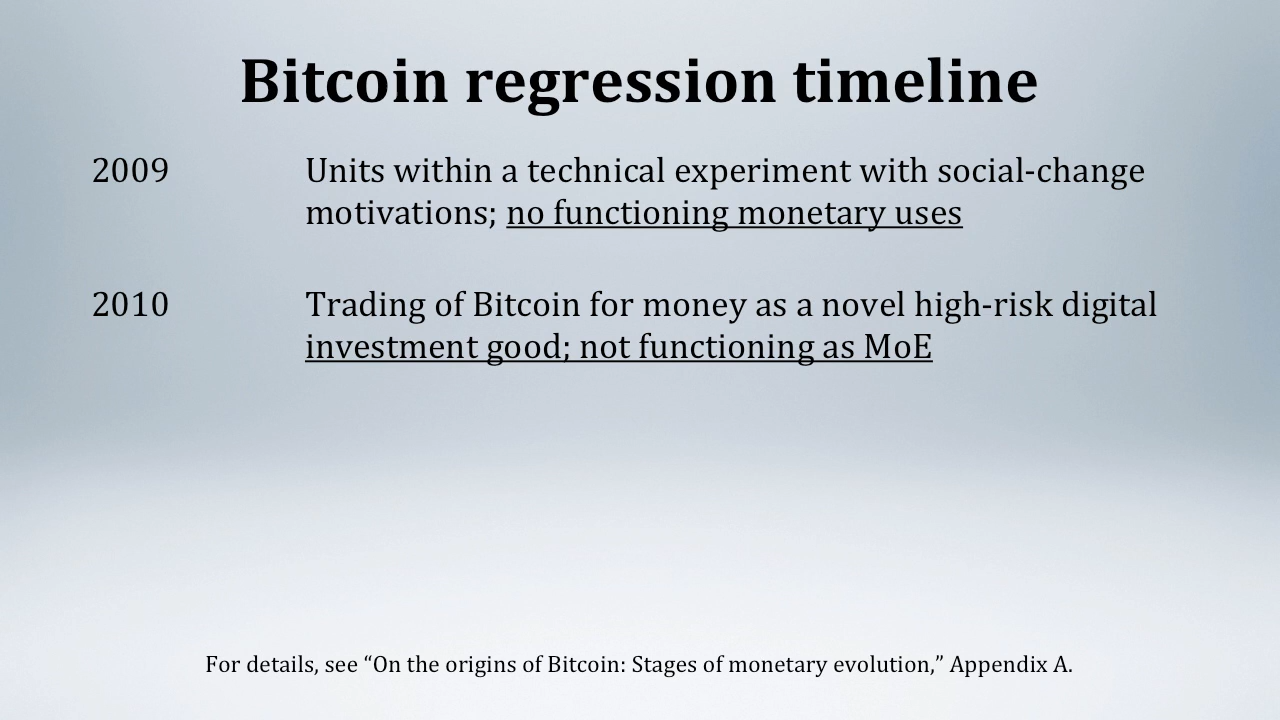 Bitcoin regression timeline
2009 Units within a technical experiment with social-change
motivations; no functioning monetary uses
2010 Trading of Bitcoin for money as a novel high-risk digital
investment good; not functioning as MoE
For details, see “On the origins of Bitcoin: Stages of monetary evolution,” Appendix A.